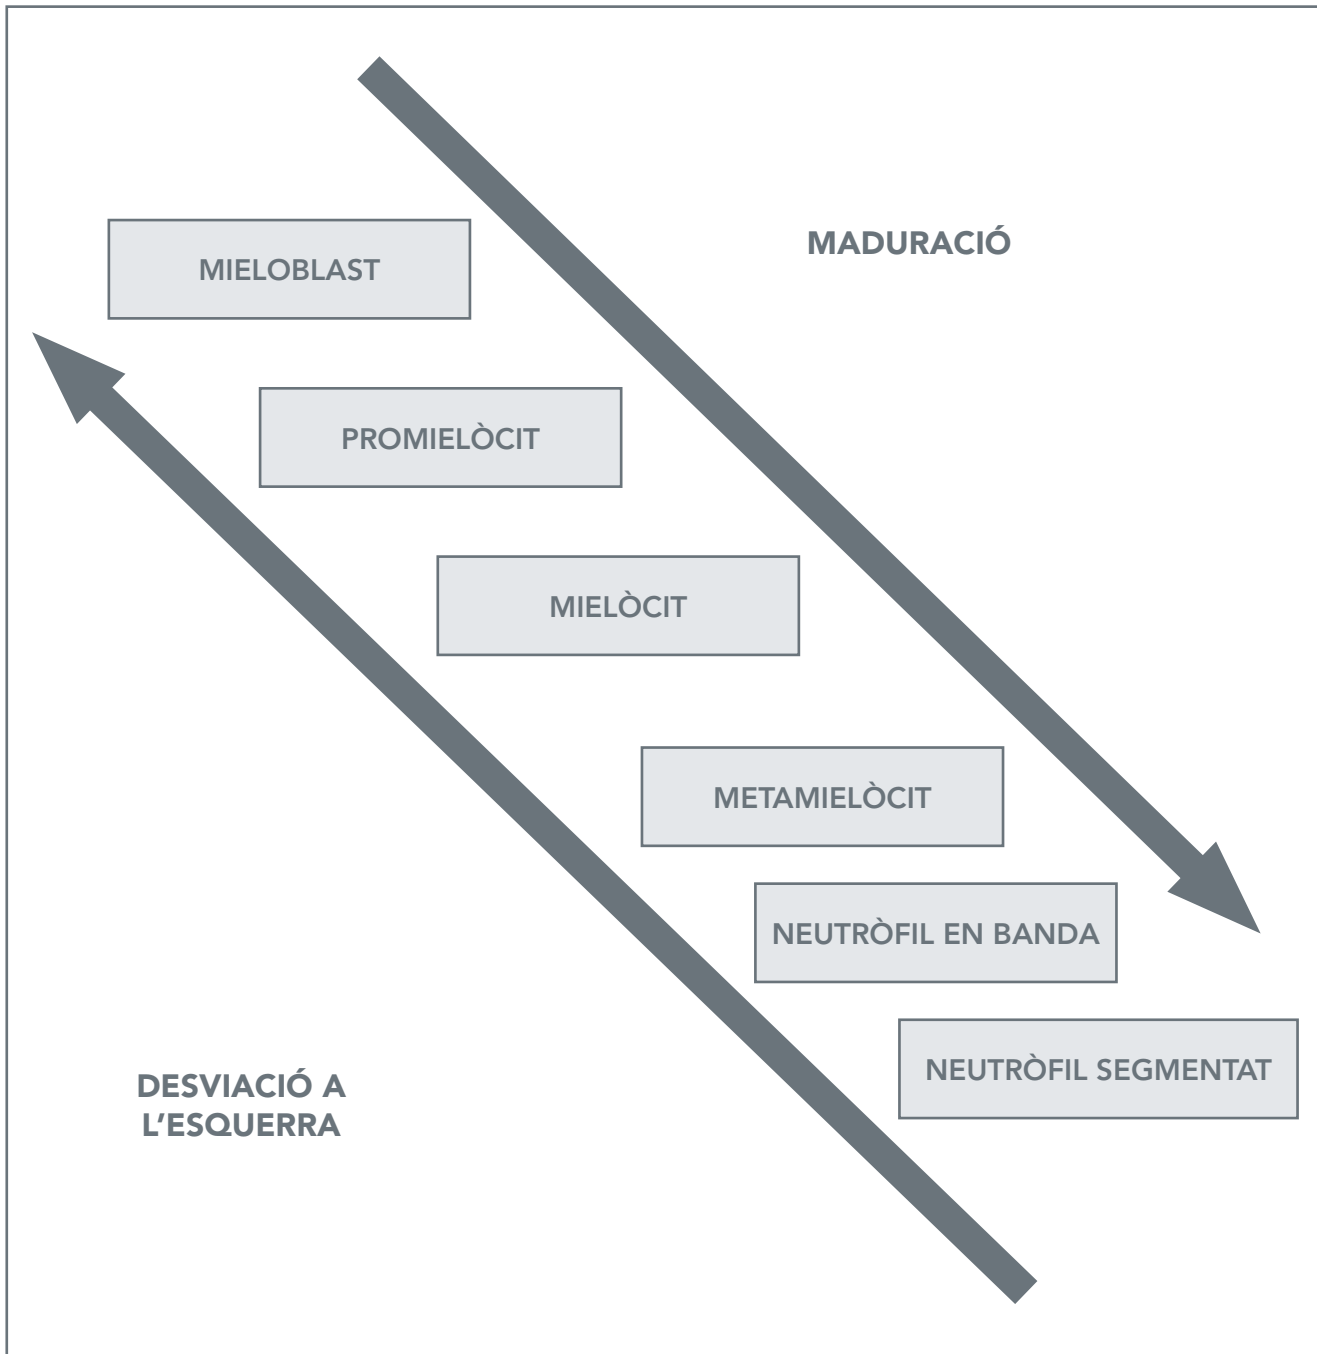 MADURACIÓ
MIELOBLAST
PROMIELÒCIT
MIELÒCIT
METAMIELÒCIT
NEUTRÒFIL EN BANDA
NEUTRÒFIL SEGMENTAT
DESVIACIÓ A
L’ESQUERRA